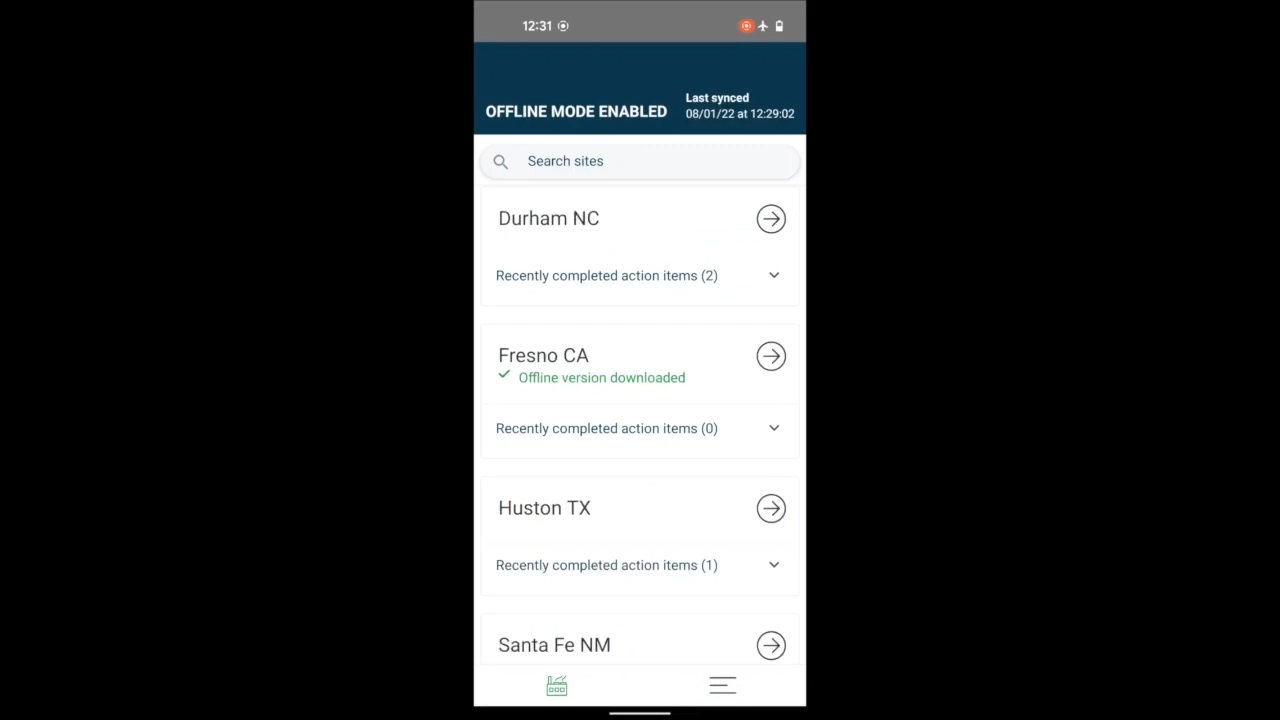 12:31
OFFLINE MODE ENABLED
Last synced
08/01/22 at 12:29:02
Search sites
Durham NC
Recently completed action items (2)
Fresno CA
Offline version downloaded
Recently completed action items (0)
Huston TX
Recently completed action items (1)
Santa Fe NM